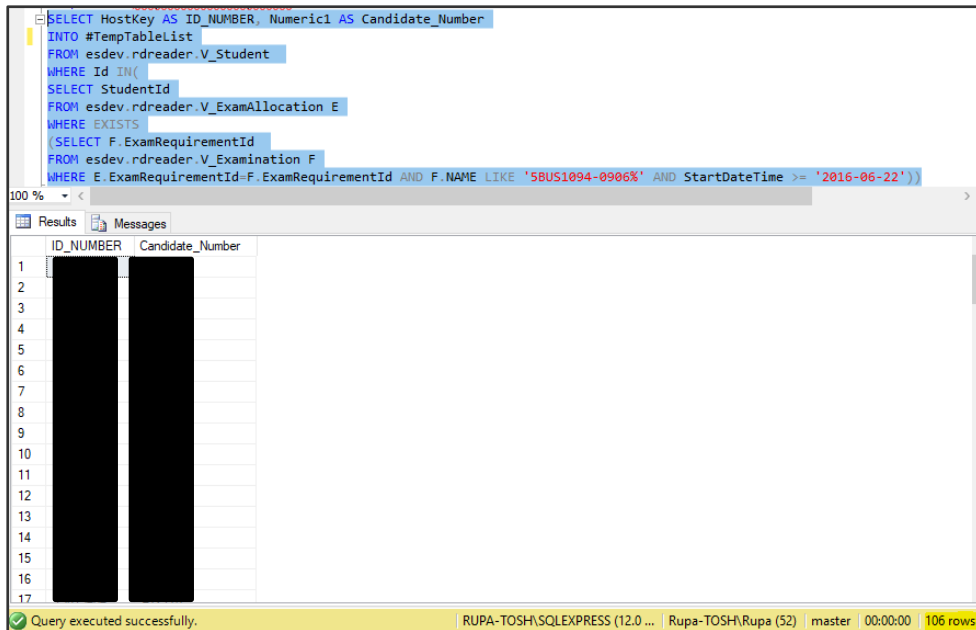 SELECT HostKey AS ID_NUMBER, Numeric1 AS Candidate_Number
INTO #TempTableList
FROM esdev.rdreader.V_Student
WHERE Id IN(
SELECT StudentId
FROM esdev.rdreader.V_ExamAllocation E
WHERE EXISTS
(SELECT F.ExamRequirementId
FROM esdev.rdreader.V_Examination F
WHERE E.ExamRequirementId=F.ExamRequirementId AND F.NAME LIKE '5BUS1094-0906%' AND StartDateTime >= '2016-06-22'))
100 %
Results Messages
ID_NUMBER Candidate_Number
1
2
3
4
5
6
7
8
9
10
11
12
13
14
15
16
17
Query executed successfully. RUPA-TOSH\SQLEXPRESS (12.0 ... Rupa-TOSH\Rupa (52) master 00:00:00 106 rows